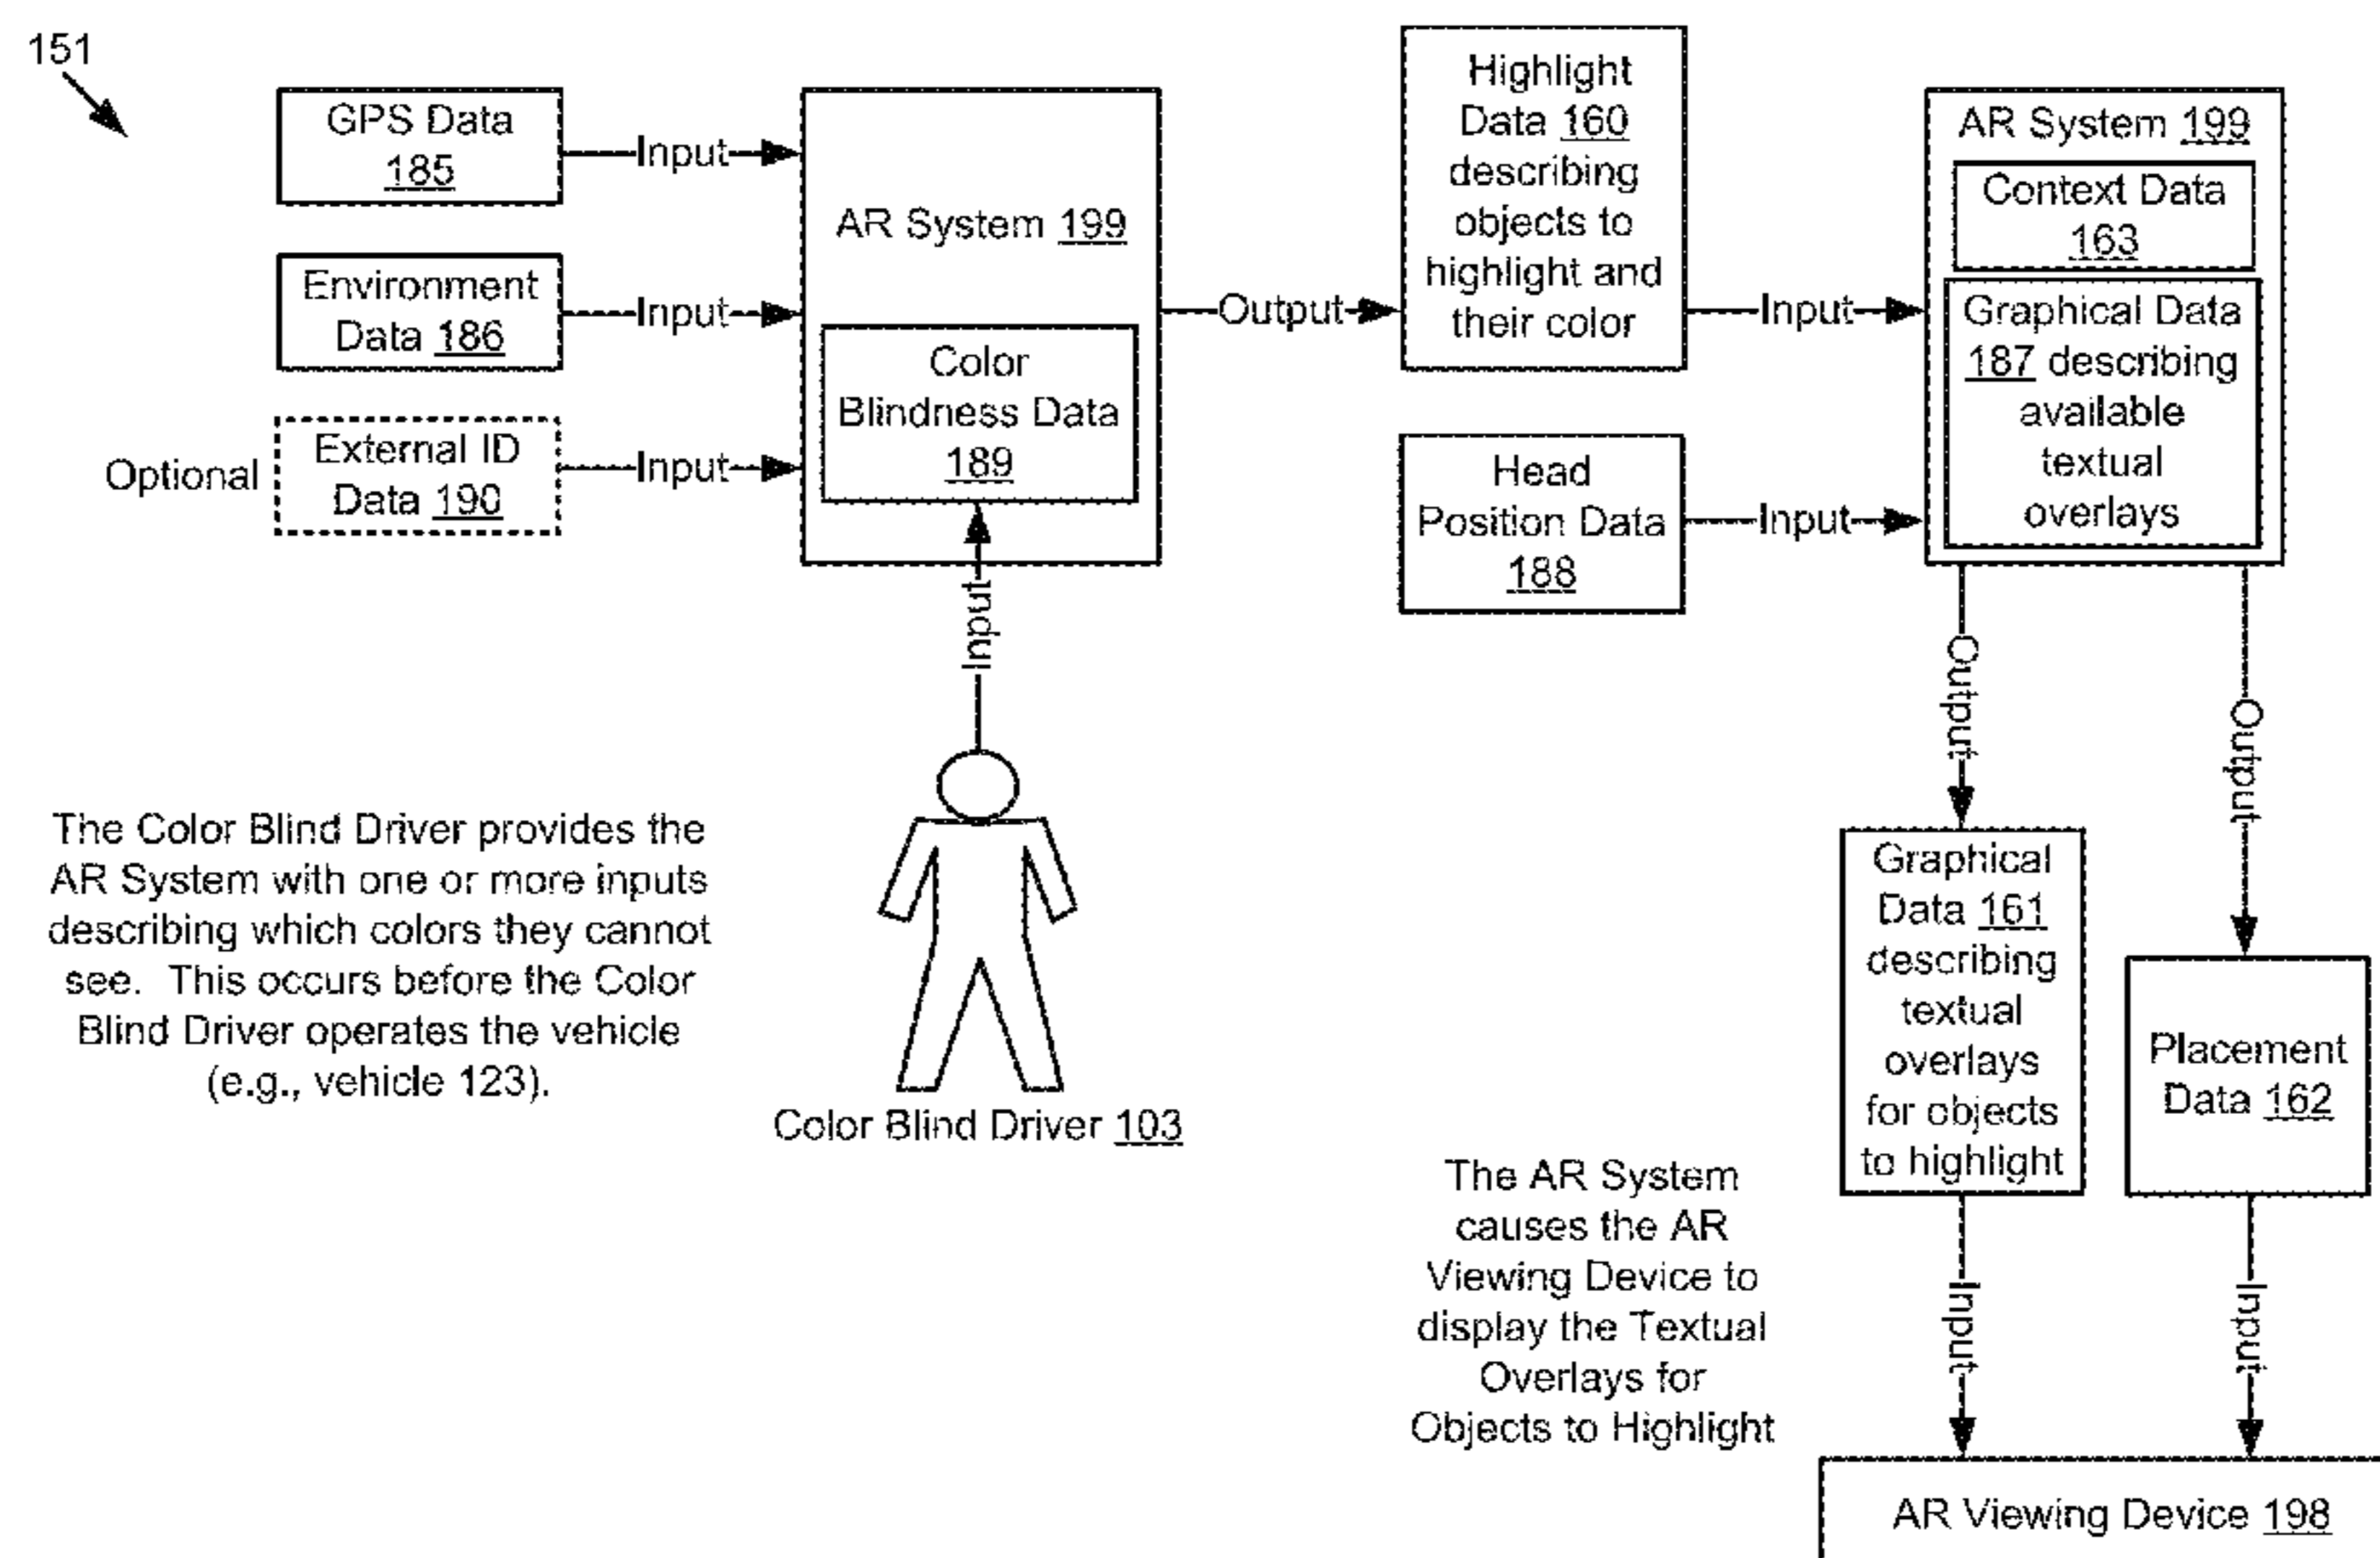 151
GPS Data
185
Input
Environment
Data 186
Input
Optional
External ID
Data 190
Input
AR System 199
Color
Blindness Data
189
Input
Color Blind Driver 103
The Color Blind Driver provides the
AR System with one or more inputs
describing which colors they cannot
see. This occurs before the Color
Blind Driver operates the vehicle
(e.g., vehicle 123).
Output
Highlight
Data 160
describing
objects to
highlight and
their color
Input
Head
Position Data
188
Input
AR System 199
Context Data
163
Graphical Data
187 describing
available
textual
overlays
Output
Output
Graphical
Data 161
describing
textual
overlays
for objects
to highlight
Placement
Data 162
Input
Input
The AR System
causes the AR
Viewing Device to
display the Textual
Overlays for
Objects to Highlight
AR Viewing Device 198